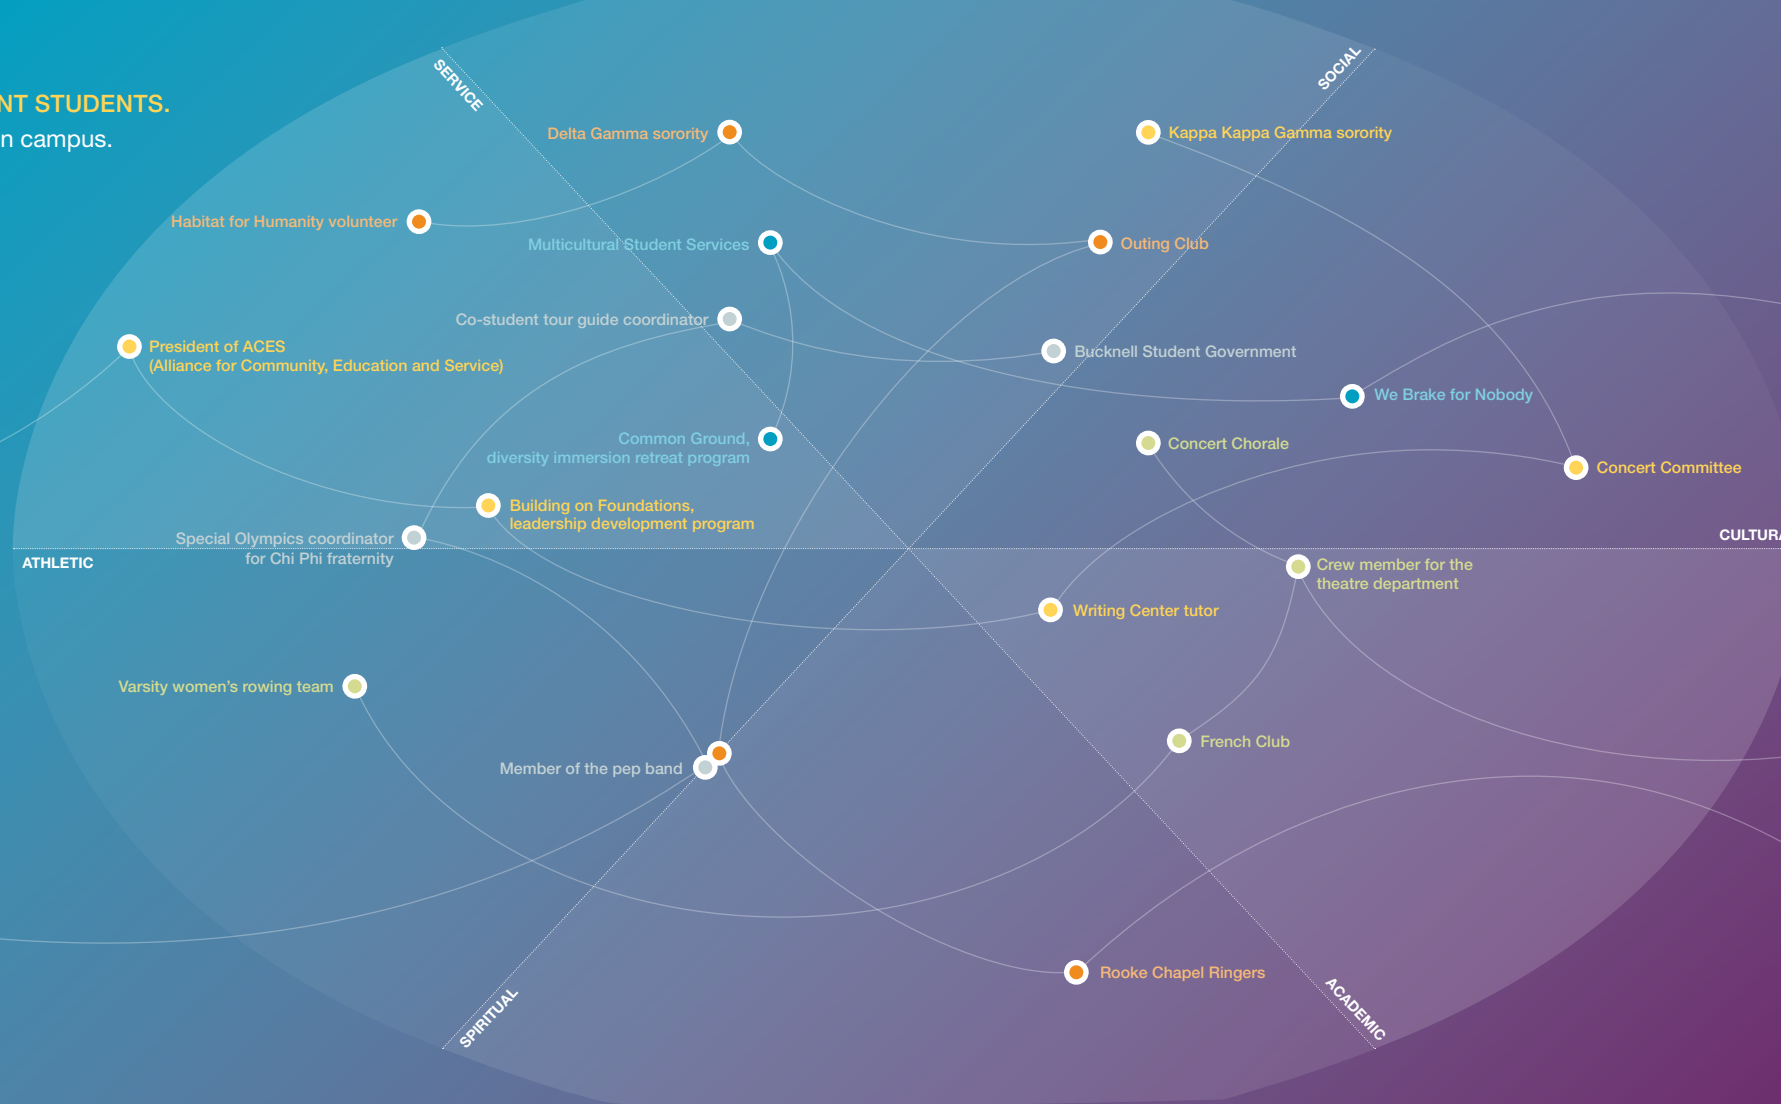 NT STUDENTS.
n campus.
SERVICE
SOCIAL
Delta Gamma sorority
Kappa Kappa Gamma sorority
Habitat for Humanity volunteer
Multicultural Student Services
Outing Club
Co-student tour guide coordinator
President of ACES
(Alliance for Community, Education and Service)
Bucknell Student Government
We Brake for Nobody
Common Ground,
diversity immersion retreat program
Concert Chorale
Concert Committee
Building on Foundations,
leadership development program
Special Olympics coordinator
for Chi Phi fraternity
CULTURA
ATHLETIC
Crew member for the
theatre department
Writing Center tutor
Varsity women's rowing team
French Club
Member of the pep band
Rooke Chapel Ringers
SPIRITUAL
ACADEMIC